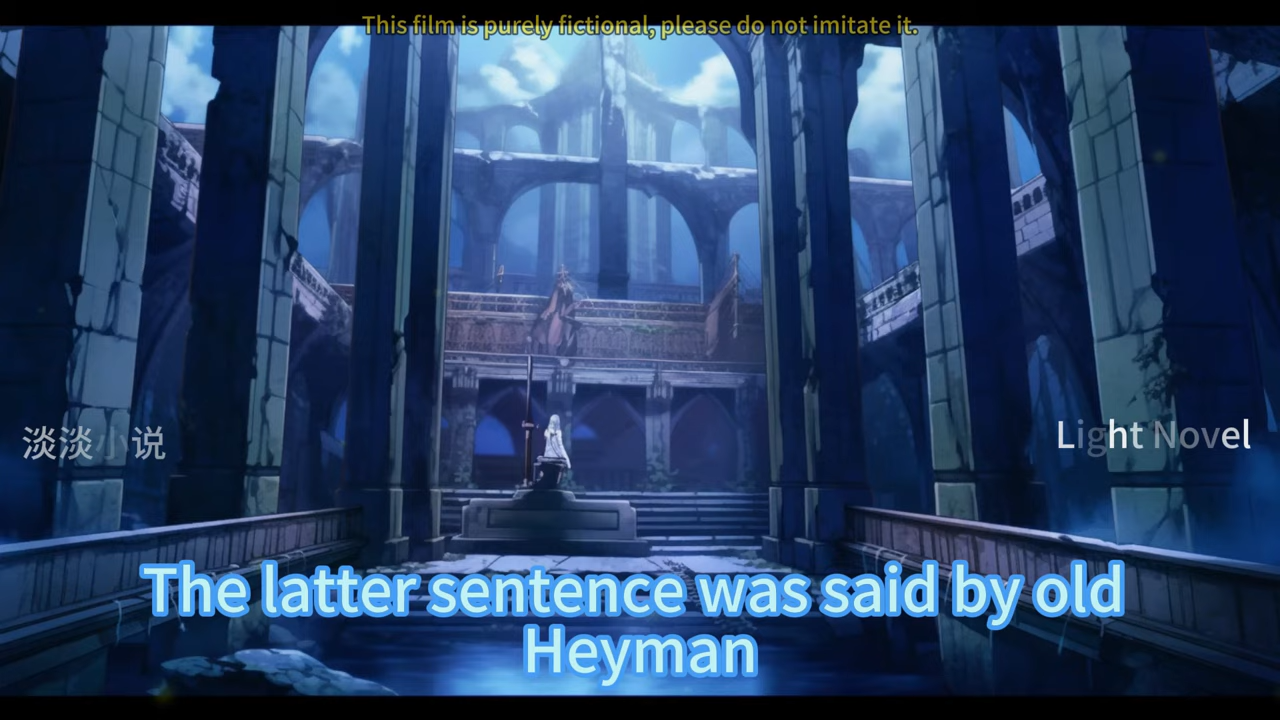 This film is purely fictional, please do not imitate it.
淡淡小说
Light Novel
The latter sentence was said by old
Heyman